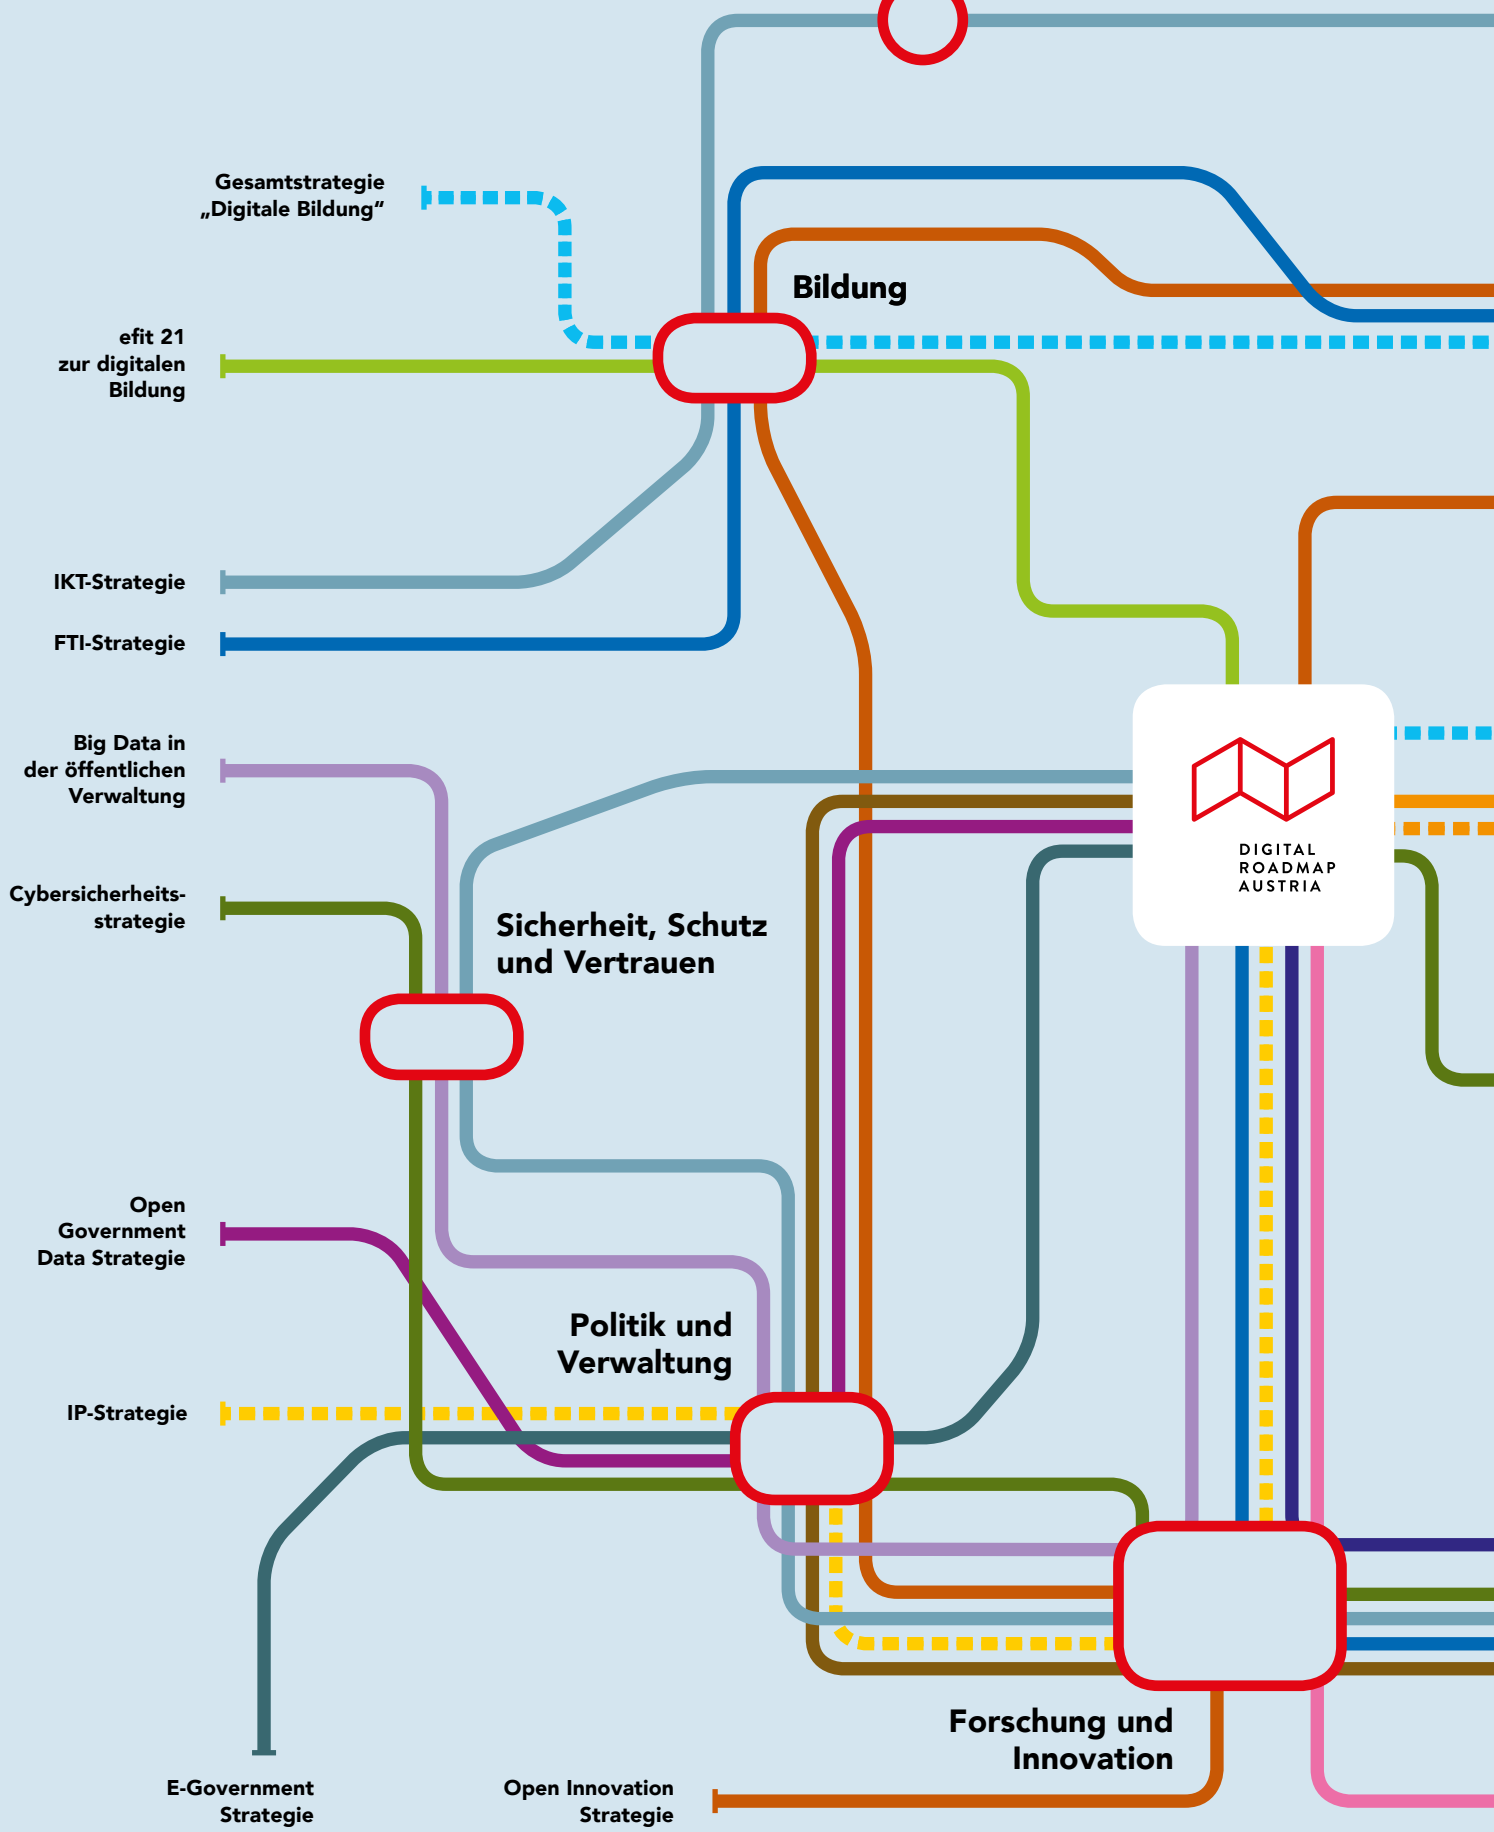 Gesamtstrategie
„Digitale Bildung“
Bildung
efit 21
zur digitalen
Bildung
IKT-Strategie
FTI-Strategie
Big Data in
der öffentlichen
Verwaltung
DIGITAL
ROADMAP
AUSTRIA
Cybersicherheits-
strategie
Sicherheit, Schutz
und Vertrauen
Open
Government
Data Strategie
Politik und
Verwaltung
IP-Strategie
Forschung und
Innovation
E-Government
Strategie
Open Innovation
Strategie